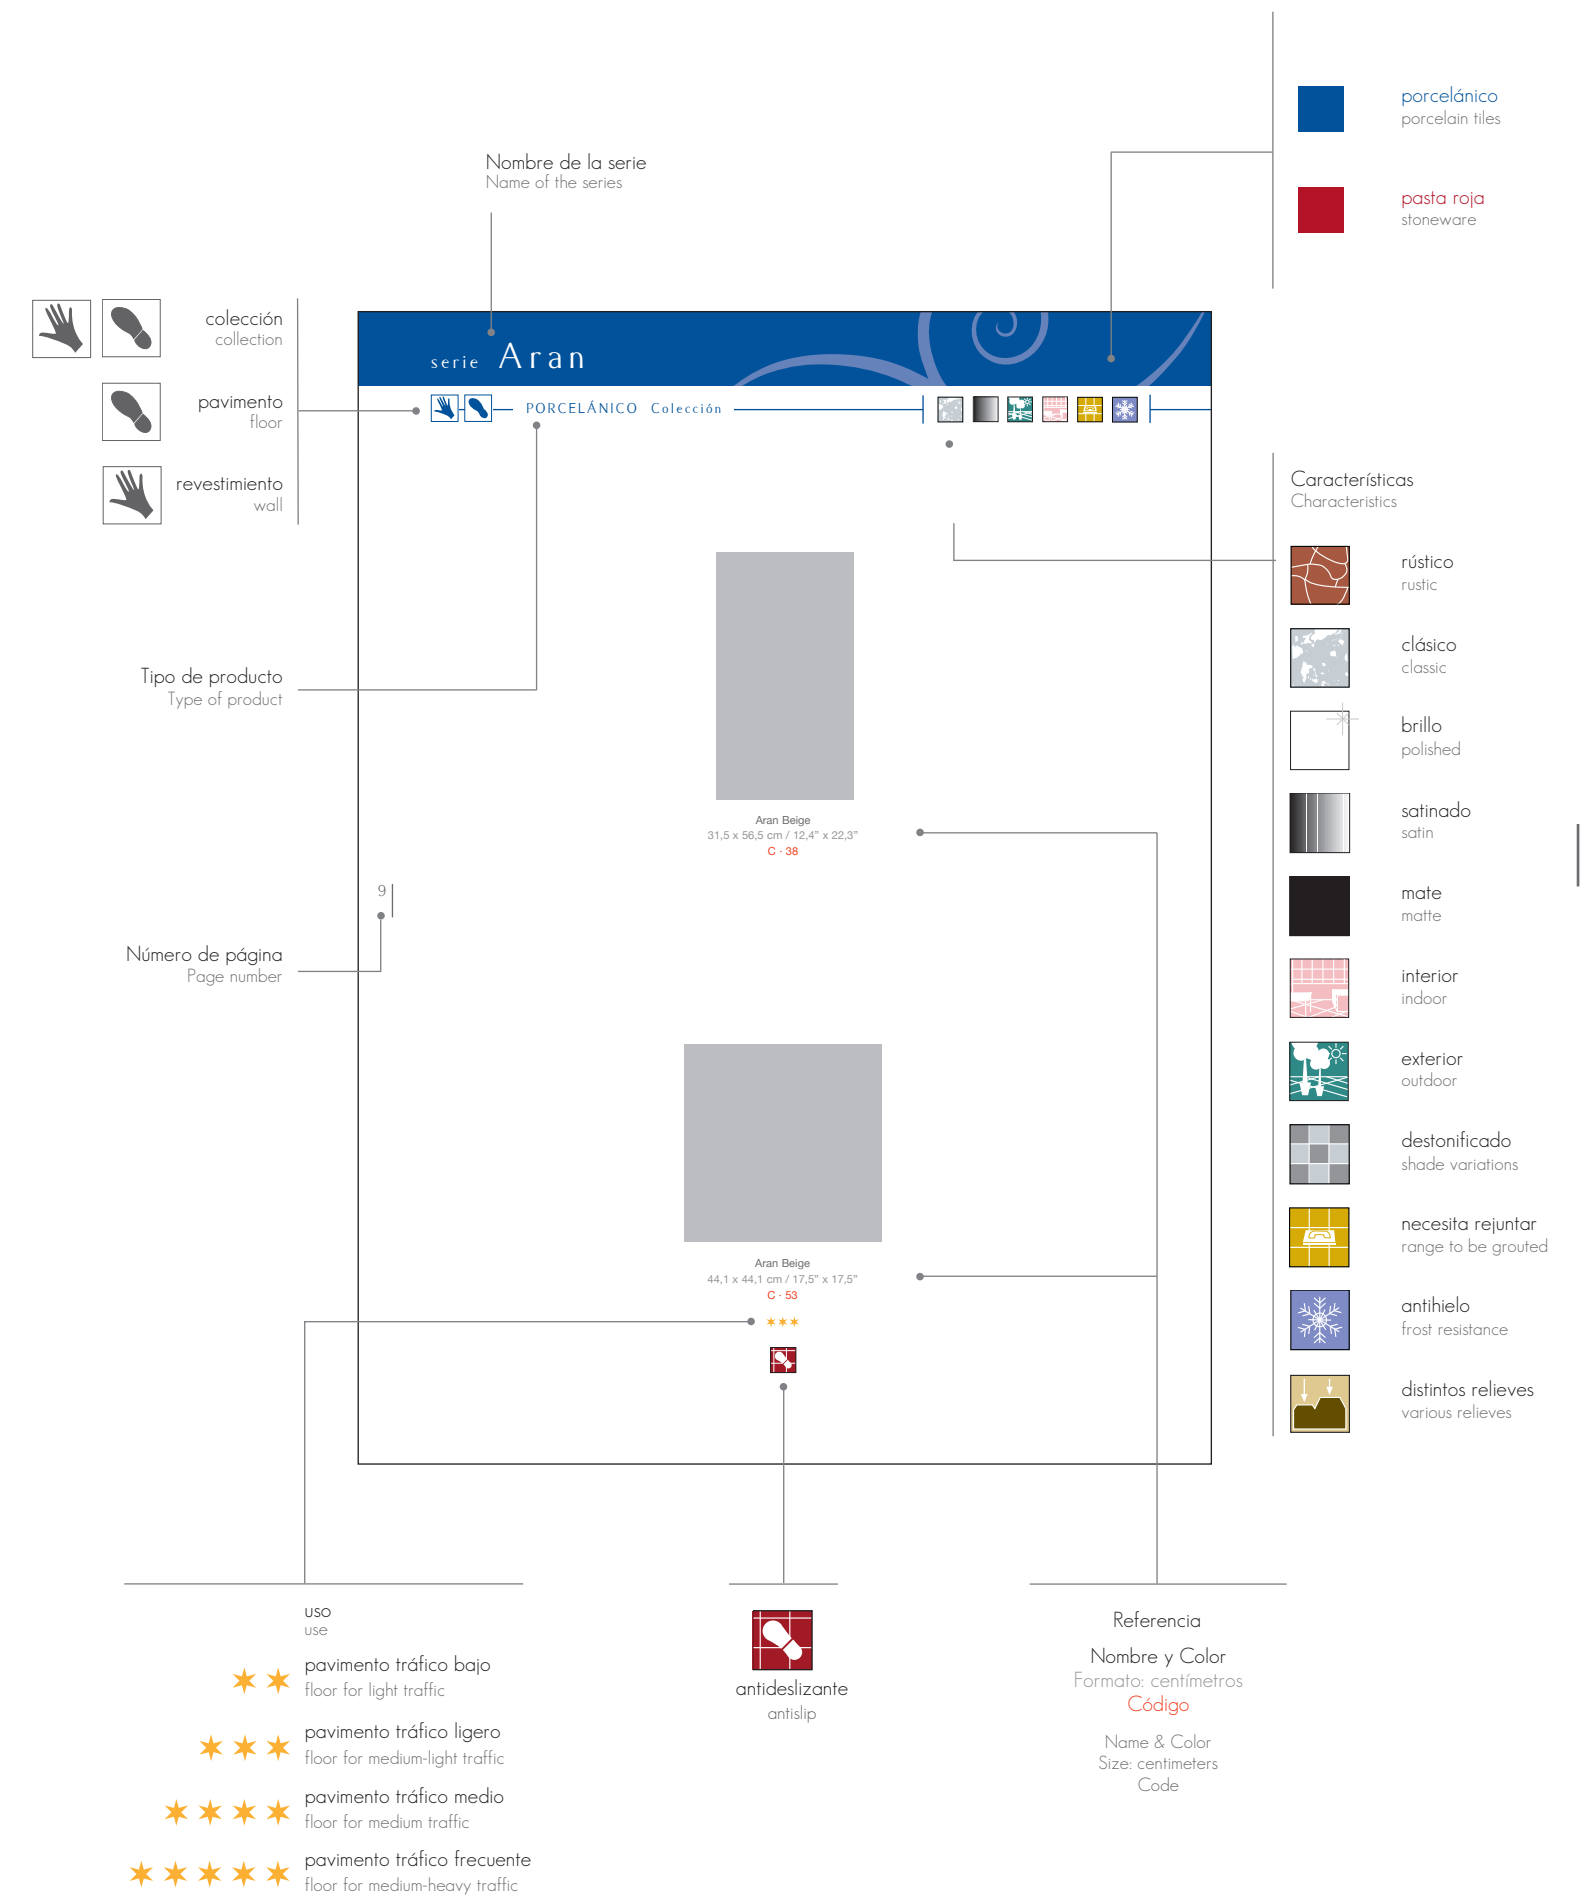 porcelánico
porcelain tiles
pasta roja
stoneware
Nombre de la serie
Name of the series
colección
collection
pavimento
floor
revestimiento
wall
serie Aran
PORCELÁNICO Colección
Tipo de producto
Type of product
Aran Beige
31,5 x 56,5 cm / 12,4” x 22,3”
C · 38
9
Número de página
Page number
Aran Beige
44,1 x 44,1 cm / 17,5” x 17,5”
C · 53
Características
Characteristics
rústico
rustic
clásico
classic
brillo
polished
satinado
satin
mate
matte
interior
indoor
exterior
outdoor
destonificado
shade variations
necesita rejuntar
range to be grouted
antihielo
frost resistance
distintos relieves
various relieves
uso
use
pavimento tráfico bajo
floor for light traffic
pavimento tráfico ligero
floor for medium-light traffic
pavimento tráfico medio
floor for medium traffic
pavimento tráfico frecuente
floor for medium-heavy traffic
antideslizante
antislip
Referencia
Nombre y Color
Formato: centímetros
Código
Name & Color
Size: centimeters
Code